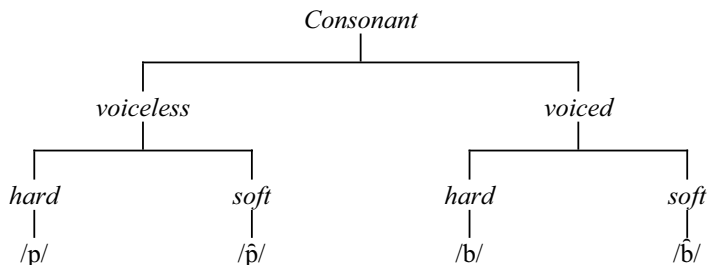 Consonant
voiceless voiced
hard soft hard soft
/p/ /p̂/ /b/ /b̂/